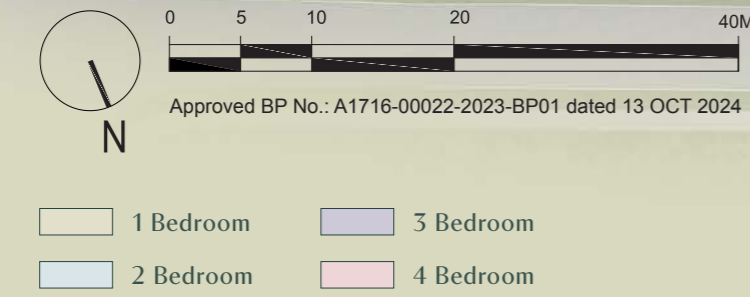 0 5 10 20 40M
Approved BP No.: A1716-00022-2023-BP01 dated 13 OCT 2024
N
1 Bedroom 3 Bedroom
2 Bedroom 4 Bedroom